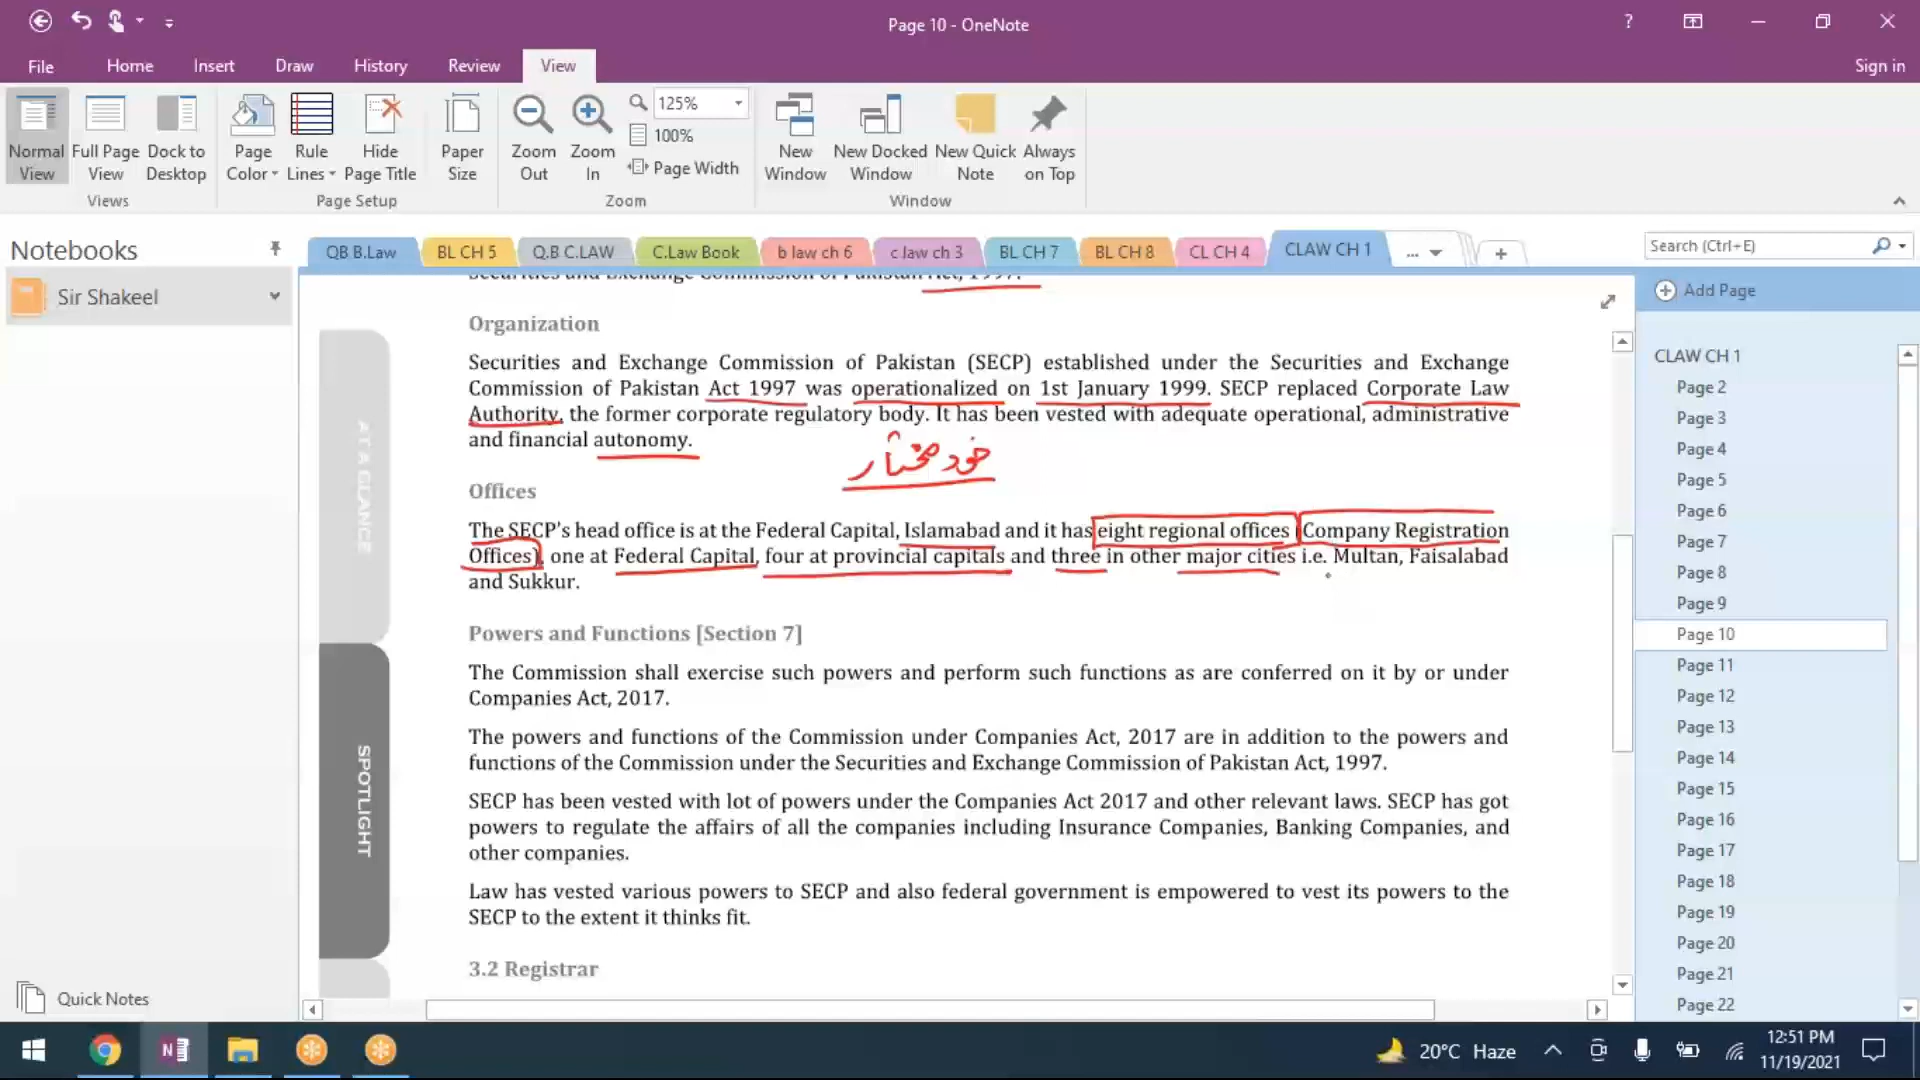 Page 10 - OneNote
?
File
Home
Insert
Draw
History
Review
View
Sign in
Normal View
Full Page View
Dock to Desktop
Page Color
Rule Lines
Hide Page Title
Paper Size
Zoom Out
Zoom In
125%
100%
Page Width
New Window
New Docked Window
New Quick Note
Always on Top
Views
Page Setup
Zoom
Window
Notebooks
Sir Shakeel
QB B.Law
BL CH 5
Q.B C.LAW
C.Law Book
b law ch 6
c law ch 3
BL CH 7
BL CH 8
CL CH 4
CLAW CH 1
...
Search (Ctrl+E)
Securities and Exchange Commission of Pakistan Act, 1997.
Organization
Securities and Exchange Commission of Pakistan (SECP) established under the Securities and Exchange
Commission of Pakistan Act 1997 was operationalized on 1st January 1999. SECP replaced Corporate Law
Authority, the former corporate regulatory body. It has been vested with adequate operational, administrative
and financial autonomy.
خود مختار
Offices
The SECP's head office is at the Federal Capital, Islamabad and it has eight regional offices (Company Registration
Offices), one at Federal Capital, four at provincial capitals and three in other major cities i.e. Multan, Faisalabad
and Sukkur.
Powers and Functions [Section 7]
The Commission shall exercise such powers and perform such functions as are conferred on it by or under
Companies Act, 2017.
The powers and functions of the Commission under Companies Act, 2017 are in addition to the powers and
functions of the Commission under the Securities and Exchange Commission of Pakistan Act, 1997.
SECP has been vested with lot of powers under the Companies Act 2017 and other relevant laws. SECP has got
powers to regulate the affairs of all the companies including Insurance Companies, Banking Companies, and
other companies.
Law has vested various powers to SECP and also federal government is empowered to vest its powers to the
SECP to the extent it thinks fit.
3.2 Registrar
AT A GLANCE
SPOTLIGHT
Add Page
CLAW CH 1
Page 2
Page 3
Page 4
Page 5
Page 6
Page 7
Page 8
Page 9
Page 10
Page 11
Page 12
Page 13
Page 14
Page 15
Page 16
Page 17
Page 18
Page 19
Page 20
Page 21
Page 22
Quick Notes
N
20°C Haze
12:51 PM
11/19/2021